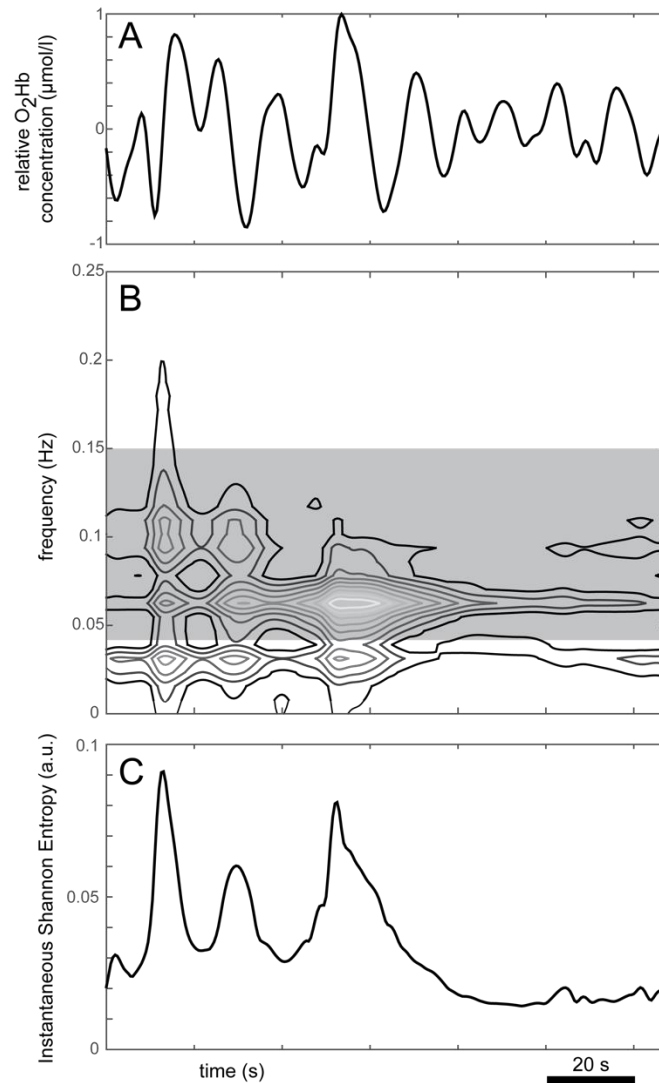 A
relative O₂Hb
concentration (μmol/l)
1
0
-1
B
frequency (Hz)
0.25
0.2
0.15
0.1
0.05
0
C
Instantaneous Shannon Entropy (a.u.)
0.1
0.05
0
time (s)
20 s